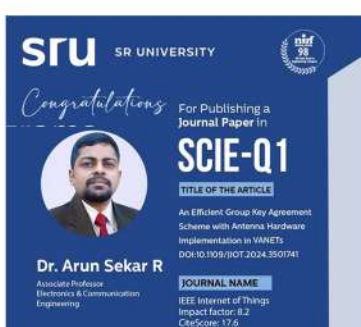 sru SR UNIVERSITY
nirf
98
Congratulations
For Publishing a
Journal Paper in
SCIE-Q1
TITLE OF THE ARTICLE
An Efficient Group Key Agreement
Scheme with Antenna Hardware
Implementation in VANETs
DOI:10.1109/JIOT.2024.3501741
Dr. Arun Sekar R
Associate Professor
Electronics & Communication
Engineering
JOURNAL NAME
IEEE Internet of Things
Impact factor: 8.2
CiteScore: 17.6